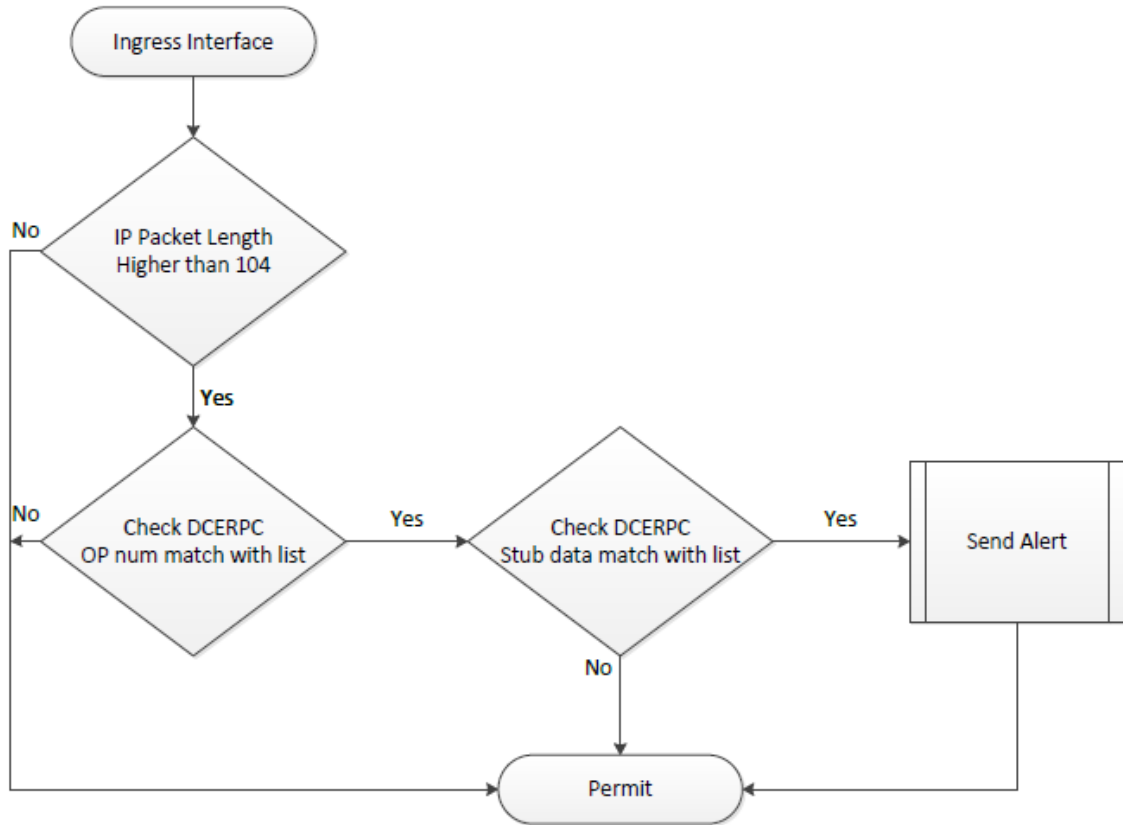 Ingress Interface
No
IP Packet Length
Higher than 104
Yes
No
Check DCERPC
OP num match with list
Yes
Check DCERPC
Stub data match with list
Yes
Send Alert
No
Permit